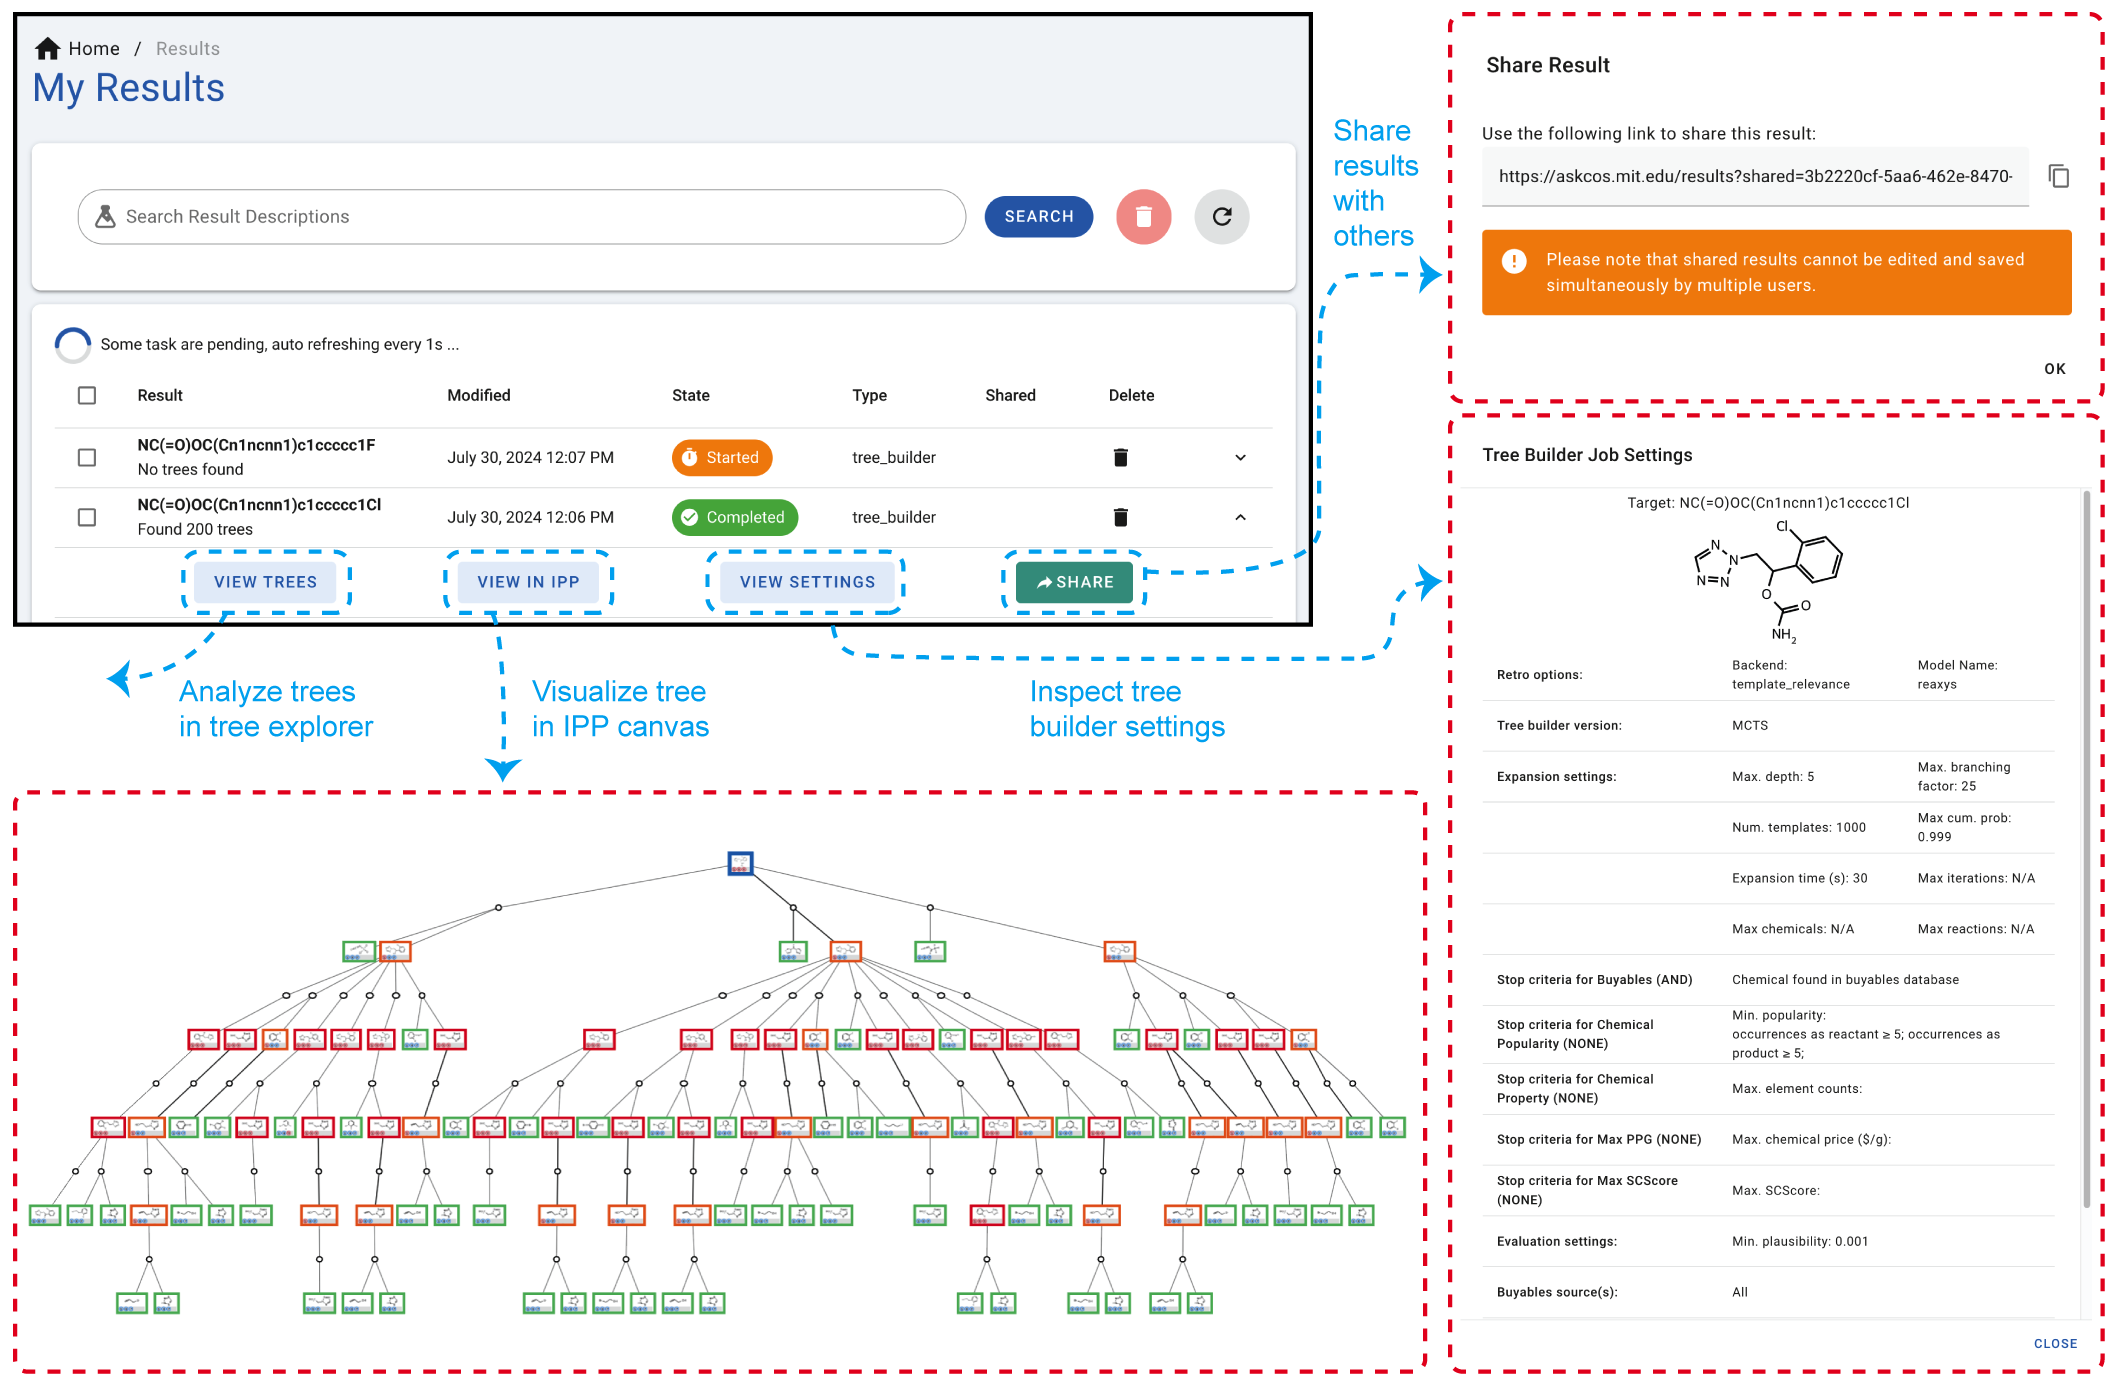 Home / Results
My Results
Search Result Descriptions
SEARCH
Some task are pending, auto refreshing every 1s ...
Result Modified State Type Shared Delete
NC(=O)OC(Cn1ncnn1)c1ccccc1F
No trees found
July 30, 2024 12:07 PM
Started
tree_builder
NC(=O)OC(Cn1ncnn1)c1ccccc1Cl
Found 200 trees
July 30, 2024 12:06 PM
Completed
tree_builder
VIEW TREES
VIEW IN IPP
VIEW SETTINGS
SHARE
Share
results
with
others
Analyze trees
in tree explorer
Visualize tree
in IPP canvas
Inspect tree
builder settings
Share Result
Use the following link to share this result:
https://askcos.mit.edu/results?shared=3b2220cf-5aa6-462e-8470-
Please note that shared results cannot be edited and saved
simultaneously by multiple users.
OK
Tree Builder Job Settings
Target: NC(=O)OC(Cn1ncnn1)c1ccccc1Cl
Cl
N
N
N
N
O
O
NH2
Retro options:
Backend:
template_relevance
Model Name:
reaxys
Tree builder version:
MCTS
Expansion settings:
Max. depth: 5
Max. branching
factor: 25
Num. templates: 1000
Max cum. prob:
0.999
Expansion time (s): 30
Max iterations: N/A
Max chemicals: N/A
Max reactions: N/A
Stop criteria for Buyables (AND)
Chemical found in buyables database
Stop criteria for Chemical
Popularity (NONE)
Min. popularity:
occurrences as reactant ≥ 5; occurrences as
product ≥ 5;
Stop criteria for Chemical
Property (NONE)
Max. element counts:
Stop criteria for Max PPG (NONE)
Max. chemical price ($/g):
Stop criteria for Max SCScore
(NONE)
Max. SCScore:
Evaluation settings:
Min. plausibility: 0.001
Buyables source(s):
All
CLOSE